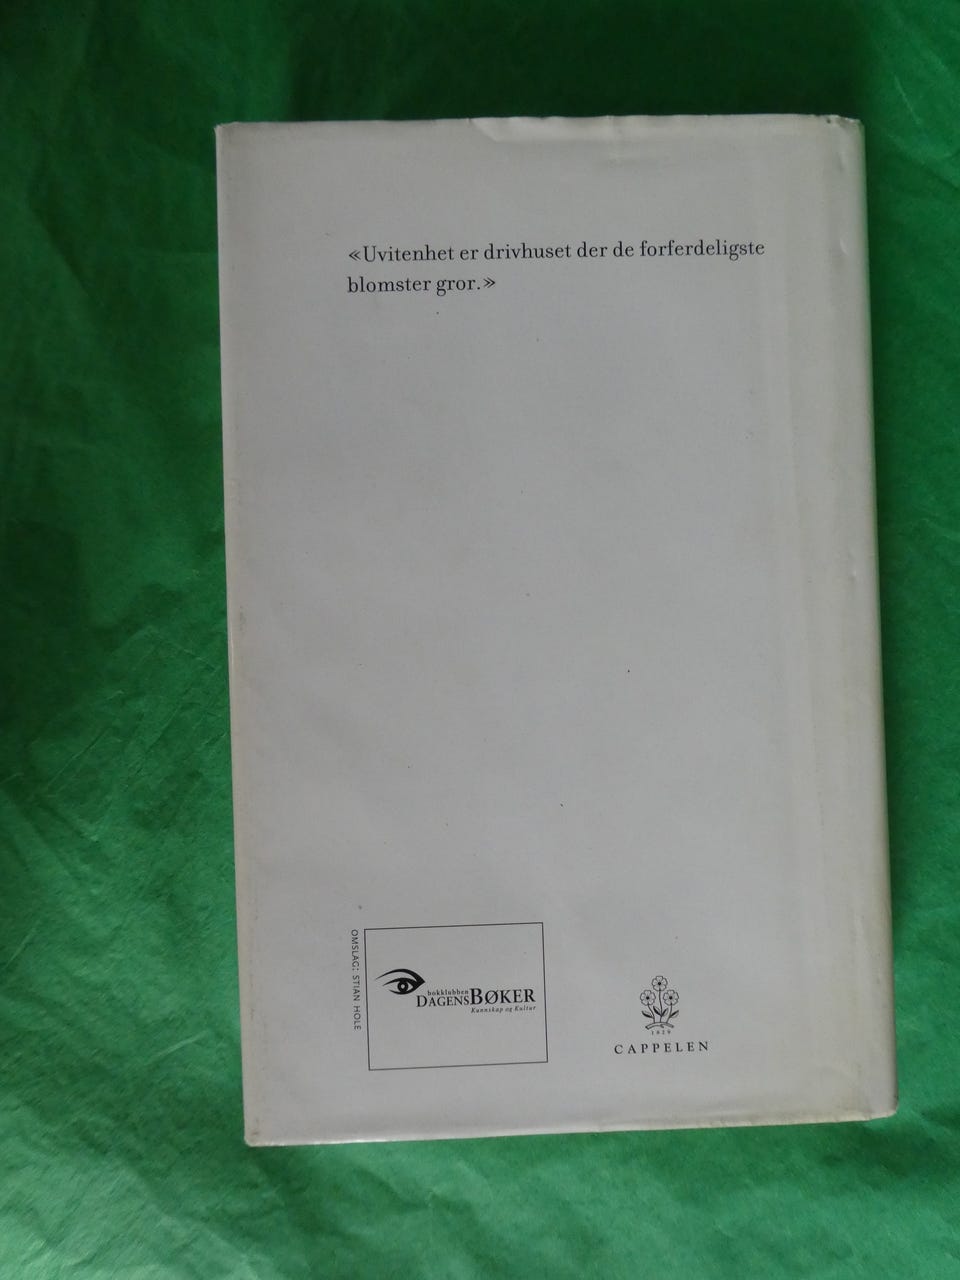 «Uvitenhet er drivhuset der de forferdeligste
blomster gror.»
OMSLAG: STIAN HOLE
bokklubben
DAGENSBØKER
Kunnskap og Kultur
1829
CAPPELEN